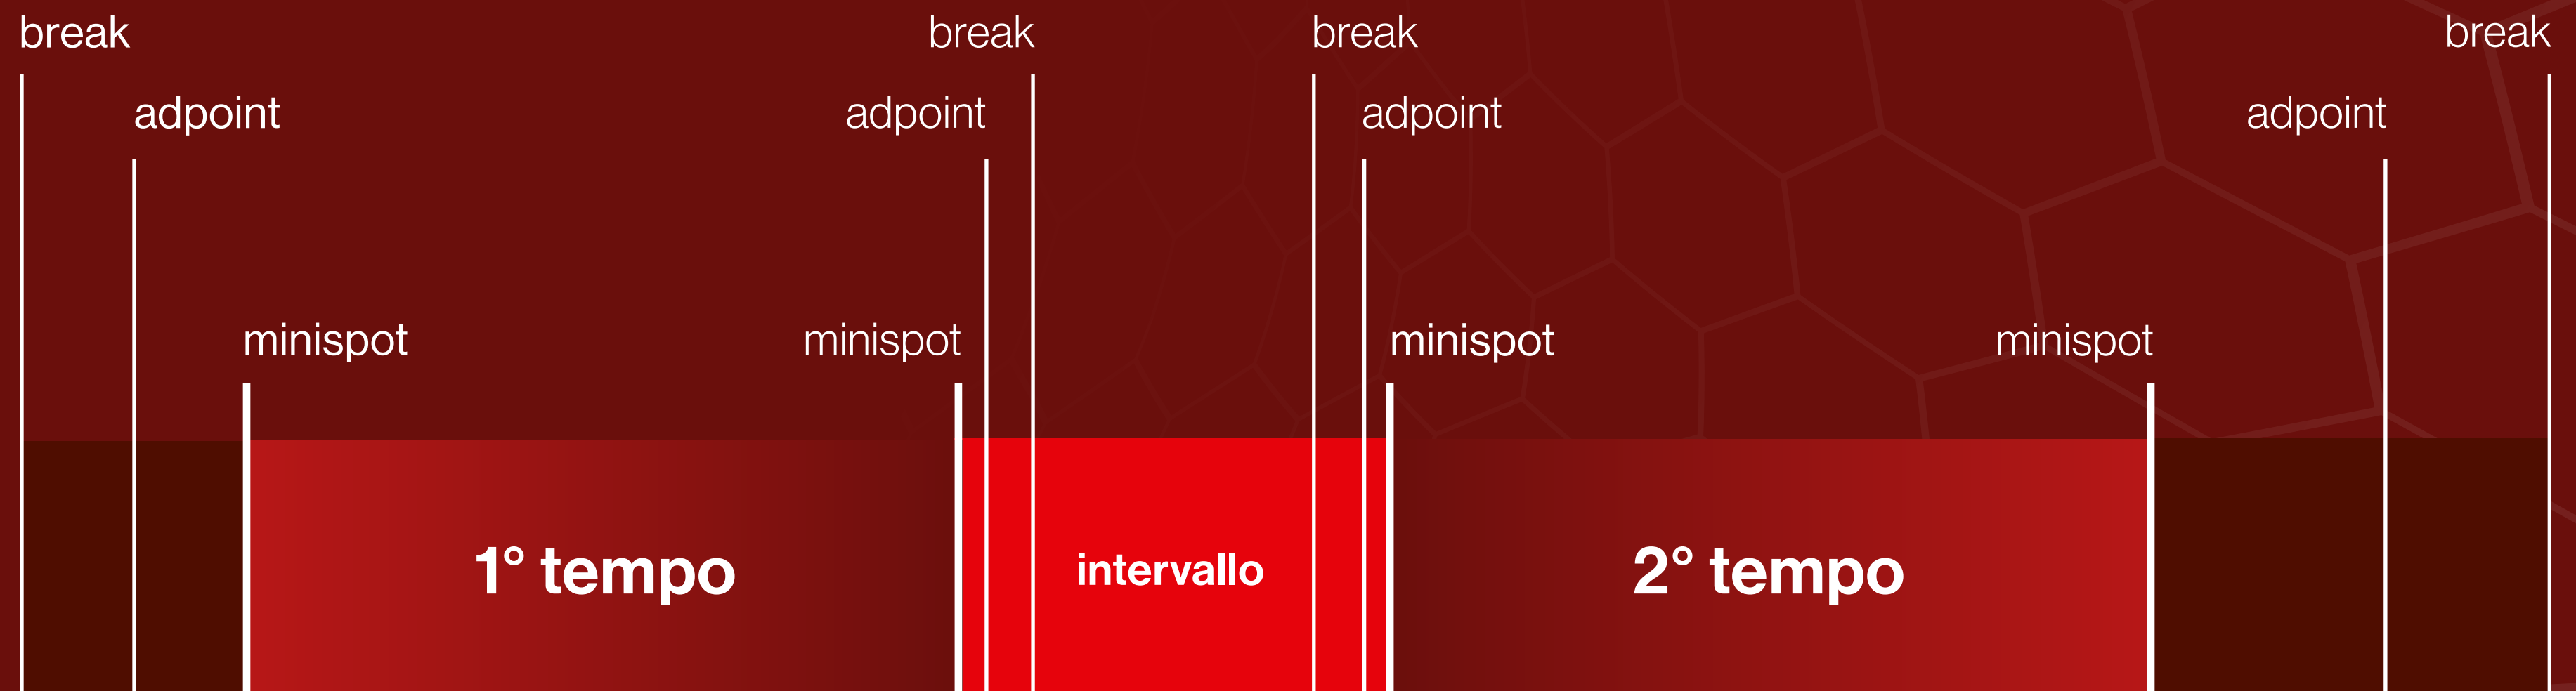 break
break
break
break
adpoint
adpoint
adpoint
adpoint
minispot
minispot
minispot
minispot
1° tempo
intervallo
2° tempo